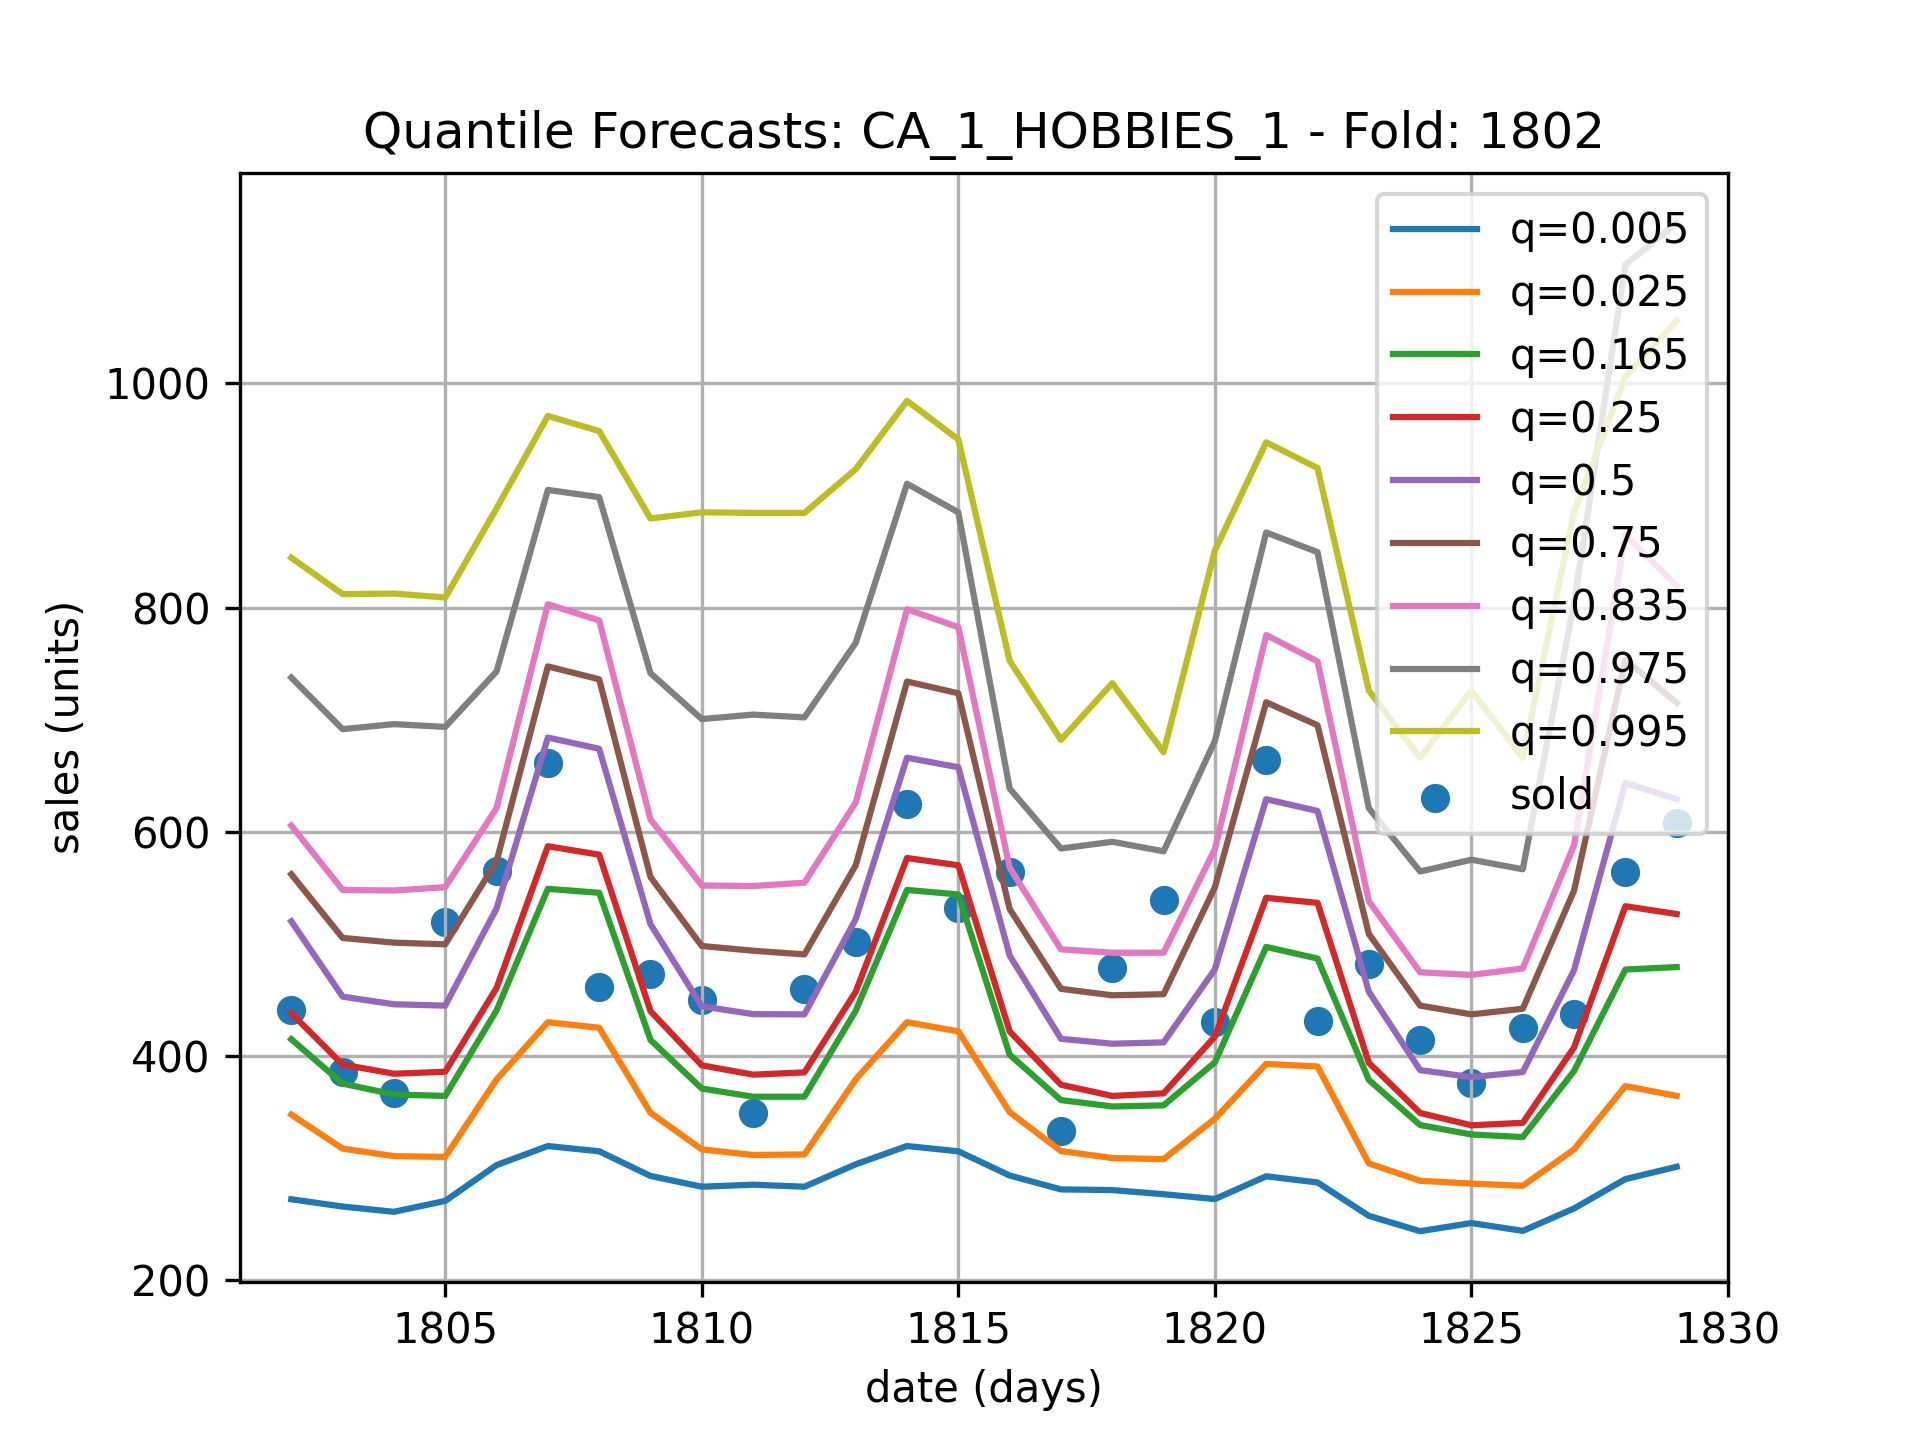 Quantile Forecasts: CA_1_HOBBIES_1 - Fold: 1802
q=0.005
q=0.025
q=0.165
q=0.25
q=0.5
q=0.75
q=0.835
q=0.975
q=0.995
sold
sales (units)
1000
800
600
400
200
1805 1810 1815 1820 1825 1830
date (days)